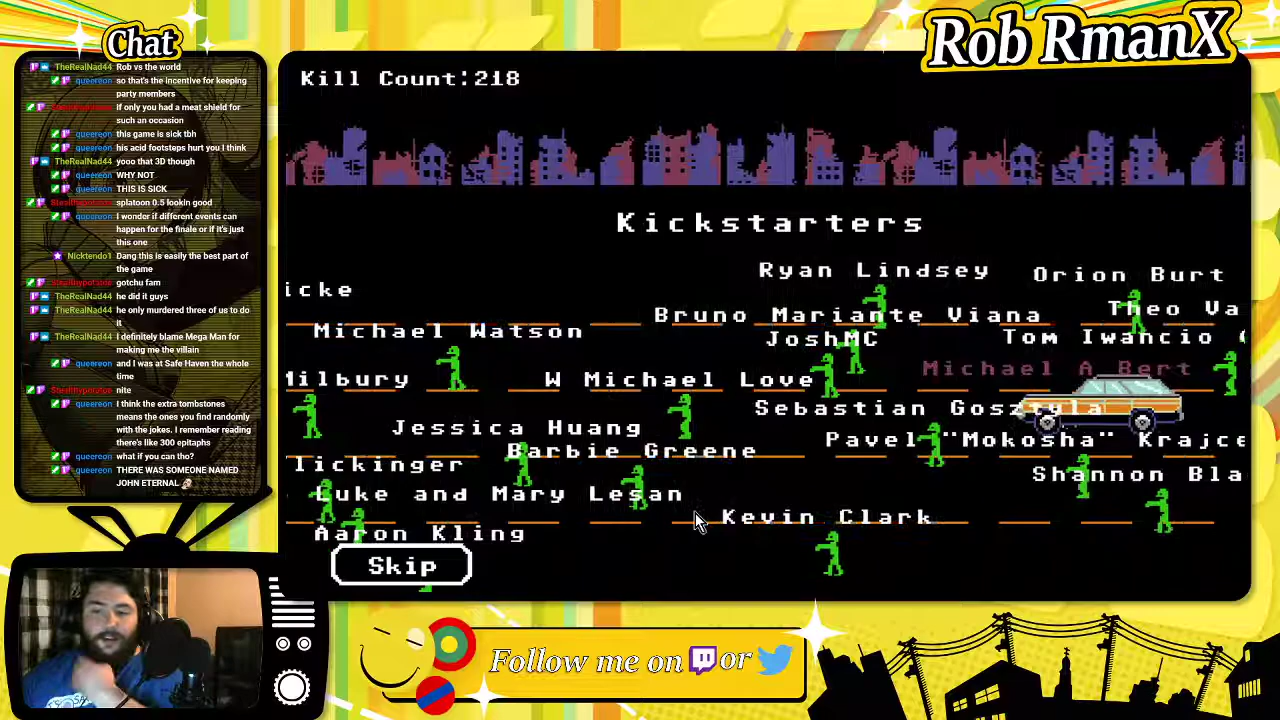 Chat
TheRealNad44 Rob vs the world
queereon so that's the incentive for keeping
party members
if only you had a meat shield for
such an occasion
queereon this game is sick tbh
queereon his acid footsteps hurt you I think
TheRealNad44 yooo that 3D though
queereon WHY NOT
queereon THIS IS SICK
splatoon 0.5 lookin good
queereon I wonder if different events can
happen for the finale or if it's just
this one
Nicktendo1 Dang this is easily the best part of
the game
gotchu fam
TheRealNad44 he did it guys
TheRealNad44 he only murdered three of us to do
it
TheRealNad44 I definitely blame Mega Man for
making me the villain
queereon and I was at Safe Haven the whole
time
nite
queereon I think the extra tombstones
means the ones you find randomly
with the jokes. I remember reading
there's like 300 epitaphs
queereon what if you can tho?
queereon THERE WAS SOMEONE NAMED
JOHN ETERNAL
Rob RmanX
Kill Count:218
Kickstarters
Ryan Lindsey
Orion Burt
icke
Theo Va
Bruno Mariante Viana
Michael Watson
JoshMC
Tom Iwancio
Michael
Milbury
W Michael Love
Sebastian
Jessica Huang
Pavel "Mokosha" Krajce
Barbie Greene
lickinger
Shannon Bla
Luke and Mary Lesan
Kevin Clark
Aaron Kling
Skip
Follow me on or